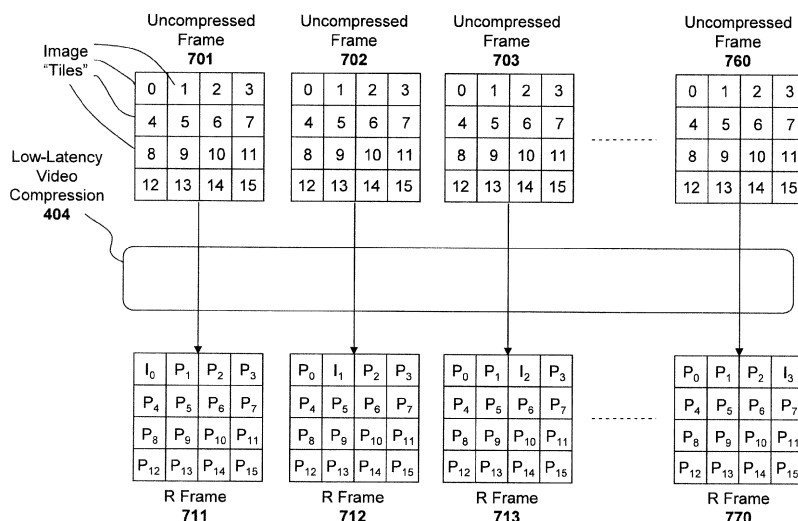 Uncompressed Frame 701
Uncompressed Frame 702
Uncompressed Frame 703
Uncompressed Frame 760
Image "Tiles"
0 1 2 3
4 5 6 7
8 9 10 11
12 13 14 15
0 1 2 3
4 5 6 7
8 9 10 11
12 13 14 15
0 1 2 3
4 5 6 7
8 9 10 11
12 13 14 15
0 1 2 3
4 5 6 7
8 9 10 11
12 13 14 15
Low-Latency
Video
Compression
404
I₀ P₁ P₂ P₃
P₄ P₅ P₆ P₇
P₈ P₉ P₁₀ P₁₁
P₁₂ P₁₃ P₁₄ P₁₅
P₀ I₁ P₂ P₃
P₄ P₅ P₆ P₇
P₈ P₉ P₁₀ P₁₁
P₁₂ P₁₃ P₁₄ P₁₅
P₀ P₁ I₂ P₃
P₄ P₅ P₆ P₇
P₈ P₉ P₁₀ P₁₁
P₁₂ P₁₃ P₁₄ P₁₅
P₀ P₁ P₂ I₃
P₄ P₅ P₆ P₇
P₈ P₉ P₁₀ P₁₁
P₁₂ P₁₃ P₁₄ P₁₅
R Frame
711
R Frame
712
R Frame
713
R Frame
770